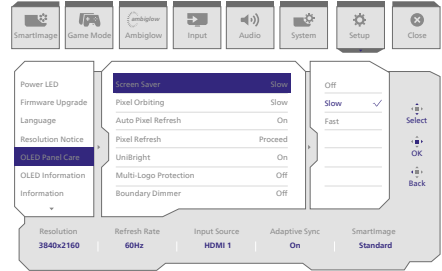 ambiglow
SmartImage Game Mode Ambiglow Input Audio System Setup Close
Power LED
Firmware Upgrade
Language
Resolution Notice
OLED Panel Care
OLED Information
Information
Screen Saver Slow
Pixel Orbiting Slow
Auto Pixel Refresh On
Pixel Refresh Proceed
UniBright On
Multi-Logo Protection Off
Boundary Dimmer Off
Off
Slow
Fast
Select
OK
Back
Resolution Refresh Rate Input Source Adaptive Sync SmartImage
3840x2160 60Hz HDMI 1 On Standard